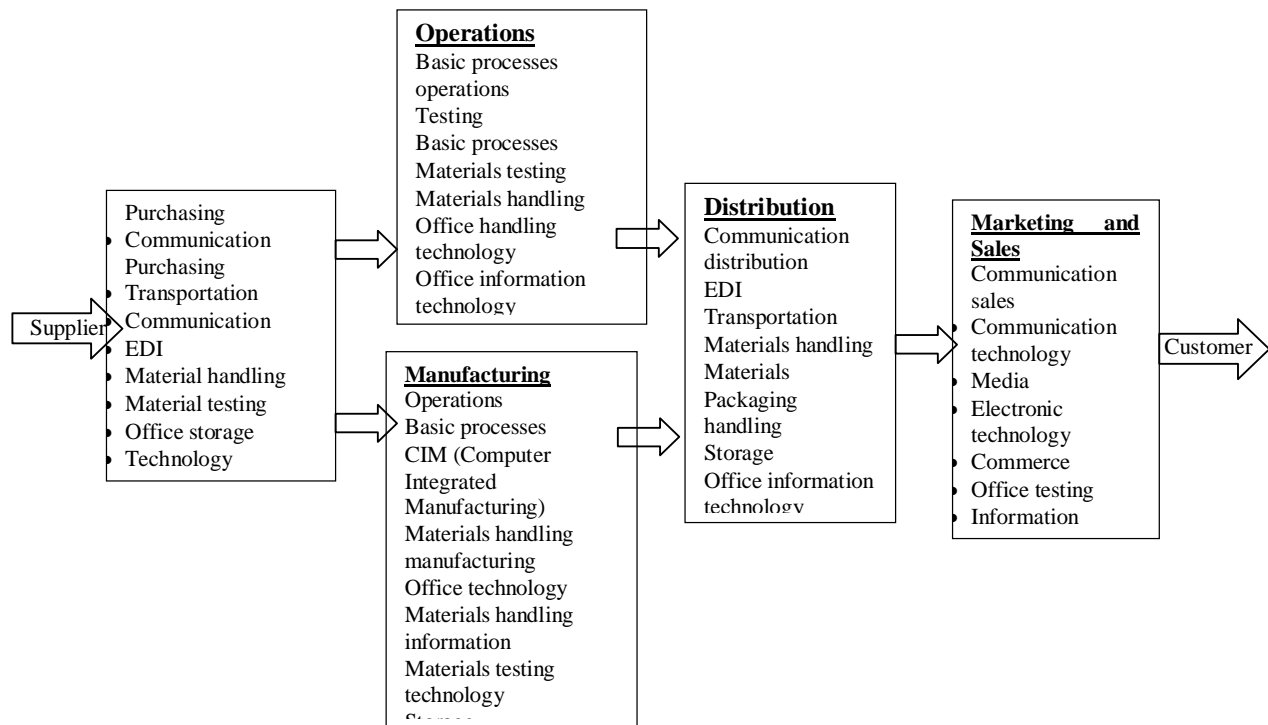 Supplier
Purchasing
• Communication
Purchasing
• Transportation
• Communication
• EDI
• Material handling
• Material testing
• Office storage
• Technology
Operations
Basic processes
operations
Testing
Basic processes
Materials testing
Materials handling
Office handling
technology
Office information
technology
Manufacturing
Operations
Basic processes
CIM (Computer
Integrated
Manufacturing)
Materials handling
manufacturing
Office technology
Materials handling
information
Materials testing
technology
Distribution
Communication
distribution
EDI
Transportation
Materials handling
Materials
Packaging
handling
Storage
Office information
technology
Marketing and
Sales
Communication
sales
• Communication
technology
• Media
• Electronic
technology
• Commerce
• Office testing
• Information
Customer